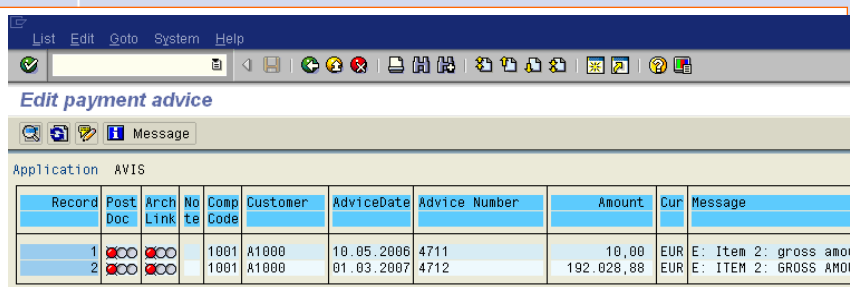 List Edit Goto System Help
Edit payment advice
Message
Application AVIS
Record Post Doc Arch Link No te Comp Code Customer AdviceDate Advice Number Amount Cur Message
1 1001 A1000 10.05.2006 4711 10,00 EUR E: Item 2: gross amou
2 1001 A1000 01.03.2007 4712 192.028,88 EUR E: ITEM 2: GROSS AMOU